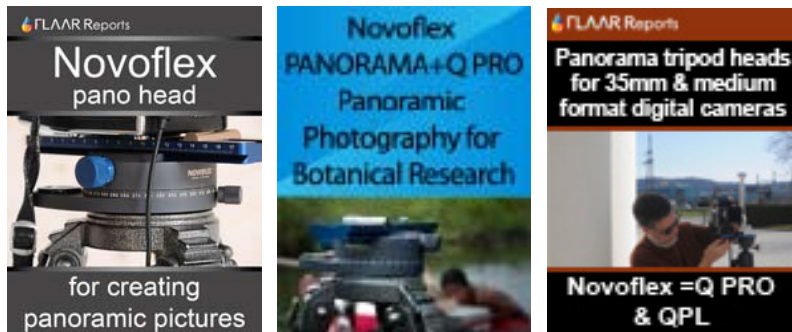 FLAAR Reports
Novoflex
pano head
NOVOFLEX
for creating
panoramic pictures
Novoflex
PANORAMA+Q PRO
Panoramic
Photography for
Botanical Research
FLAAR Reports
Panorama tripod heads
for 35mm & medium
format digital cameras
Novoflex =Q PRO
& QPL